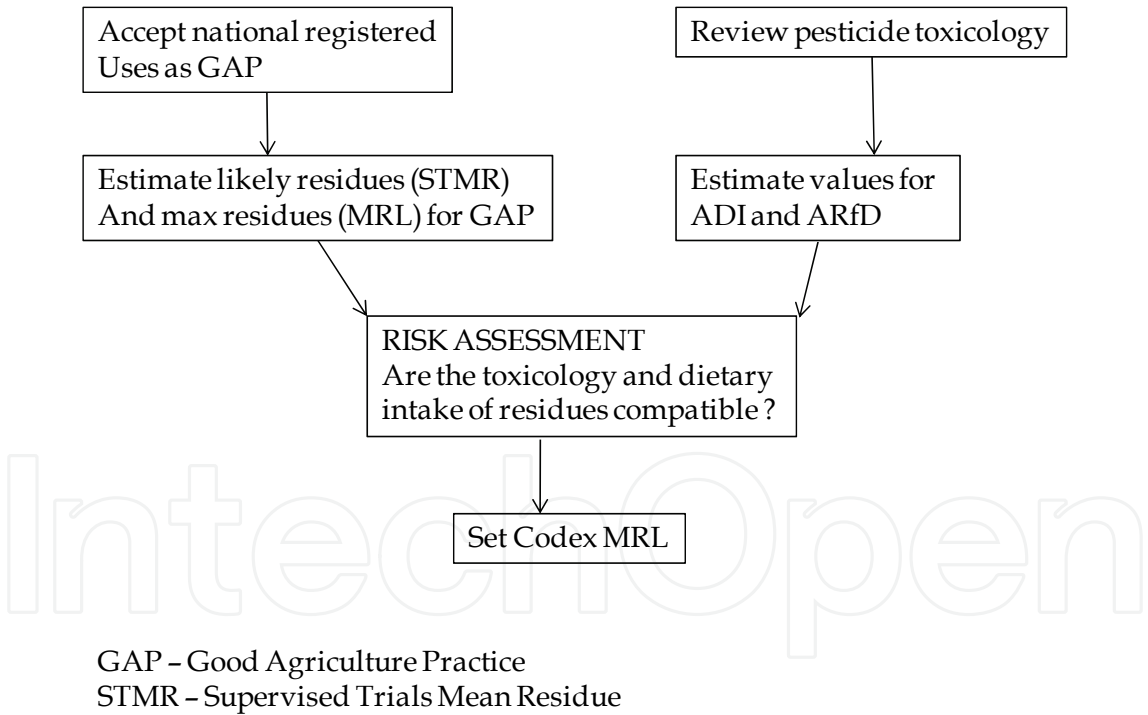 Accept national registered
Uses as GAP
Review pesticide toxicology
Estimate likely residues (STMR)
And max residues (MRL) for GAP
Estimate values for
ADI and ARfD
RISK ASSESSMENT
Are the toxicology and dietary
intake of residues compatible ?
Set Codex MRL
IntechOpen
GAP – Good Agriculture Practice
STMR – Supervised Trials Mean Residue